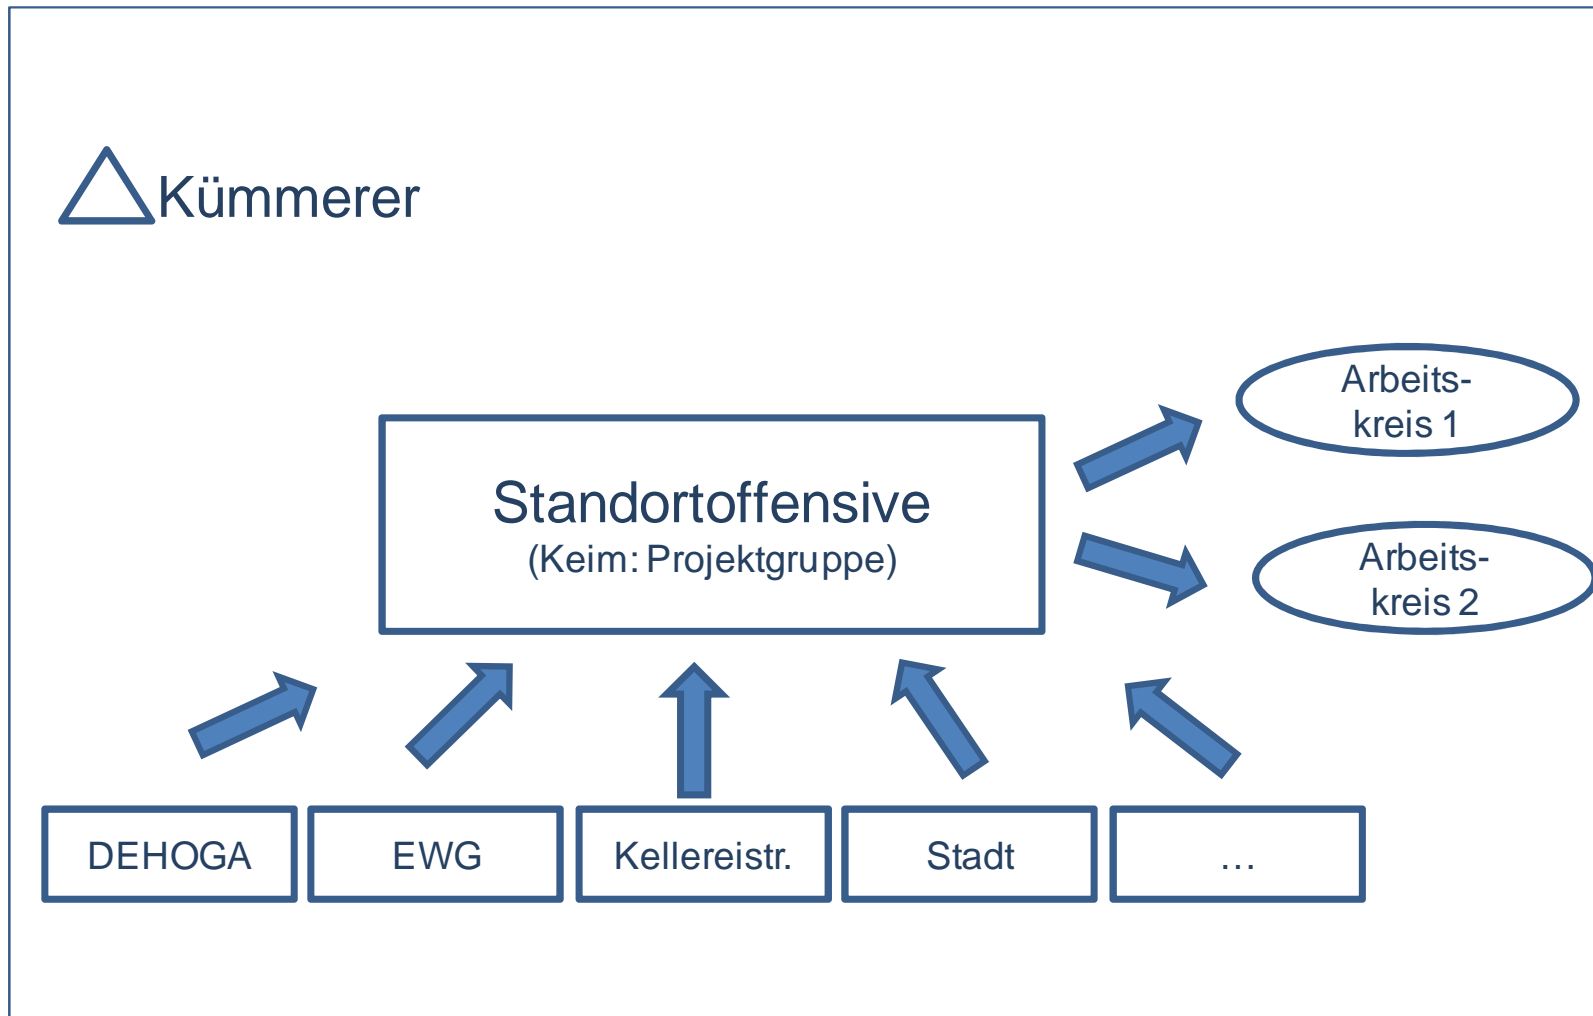 Kümmerer
Arbeits-
kreis 1
Standortoffensive
(Keim: Projektgruppe)
Arbeits-
kreis 2
DEHOGA
EWG
Kellereistr.
Stadt
…